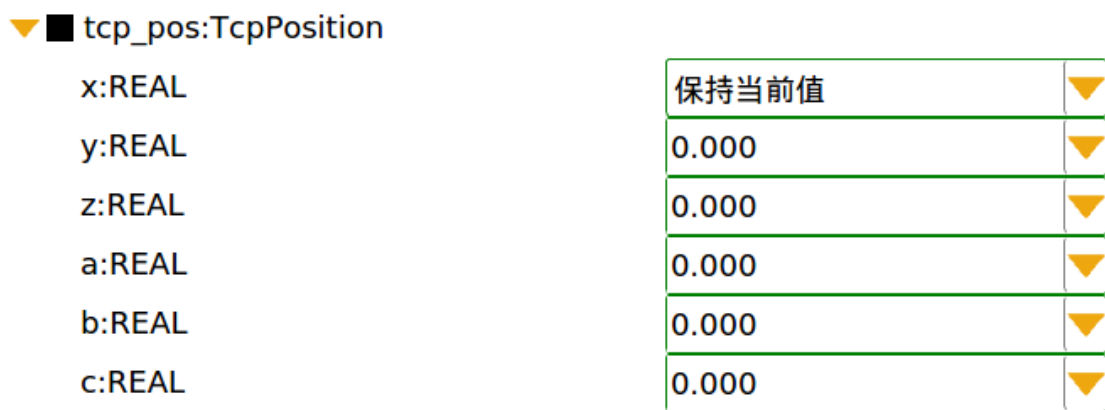 tcp_pos:TcpPosition
x:REAL 保持当前值
y:REAL 0.000
z:REAL 0.000
a:REAL 0.000
b:REAL 0.000
c:REAL 0.000